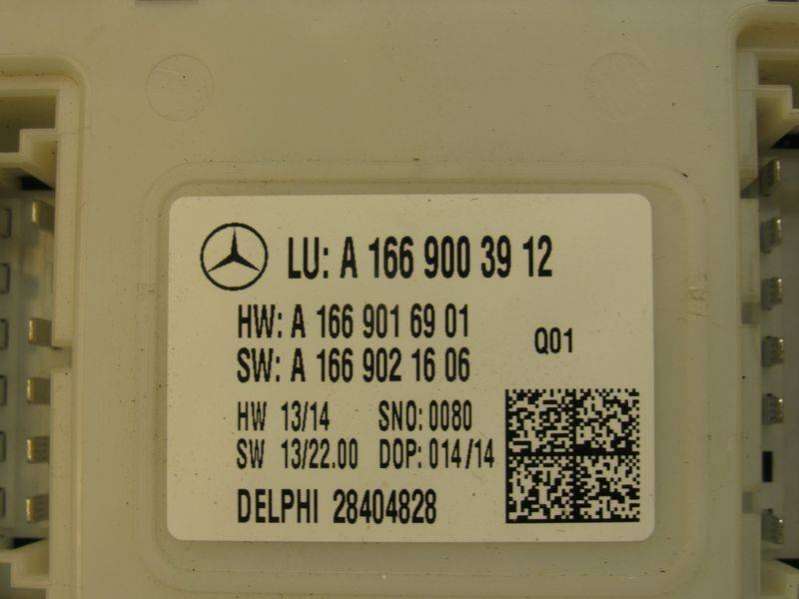 LU: A 166 900 39 12
HW: A 166 901 69 01
SW: A 166 902 16 06
Q01
HW 13/14 SNO: 0080
SW 13/22.00 DOP: 014/14
DELPHI 28404828